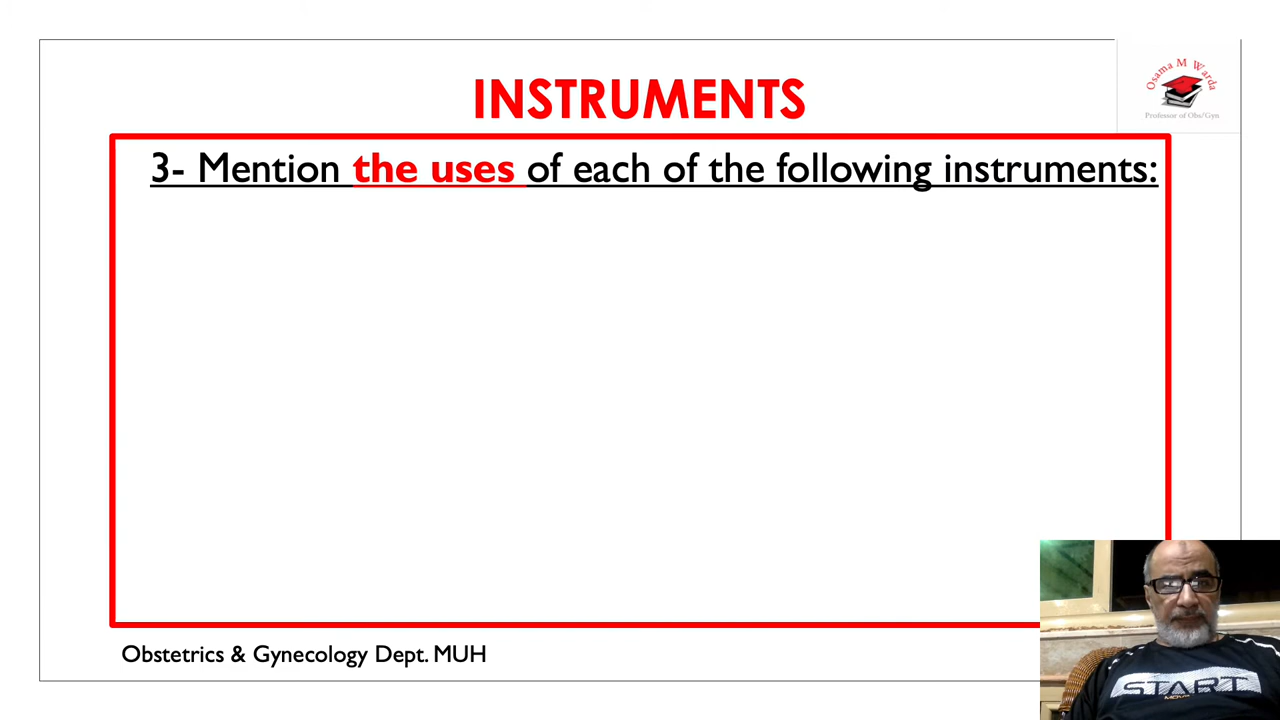 Osama M Warda
Professor of Obs/Gyn
INSTRUMENTS
3- Mention the uses of each of the following instruments:
Obstetrics & Gynecology Dept. MUH
START
MOVE